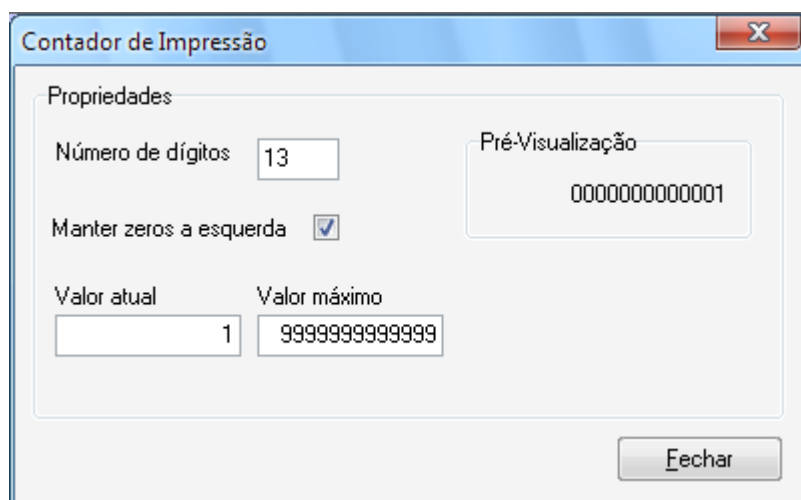 Contador de Impressão
Propriedades
Número de dígitos 13
Pré-Visualização
0000000000001
Manter zeros a esquerda
Valor atual Valor máximo
1 9999999999999
Fechar